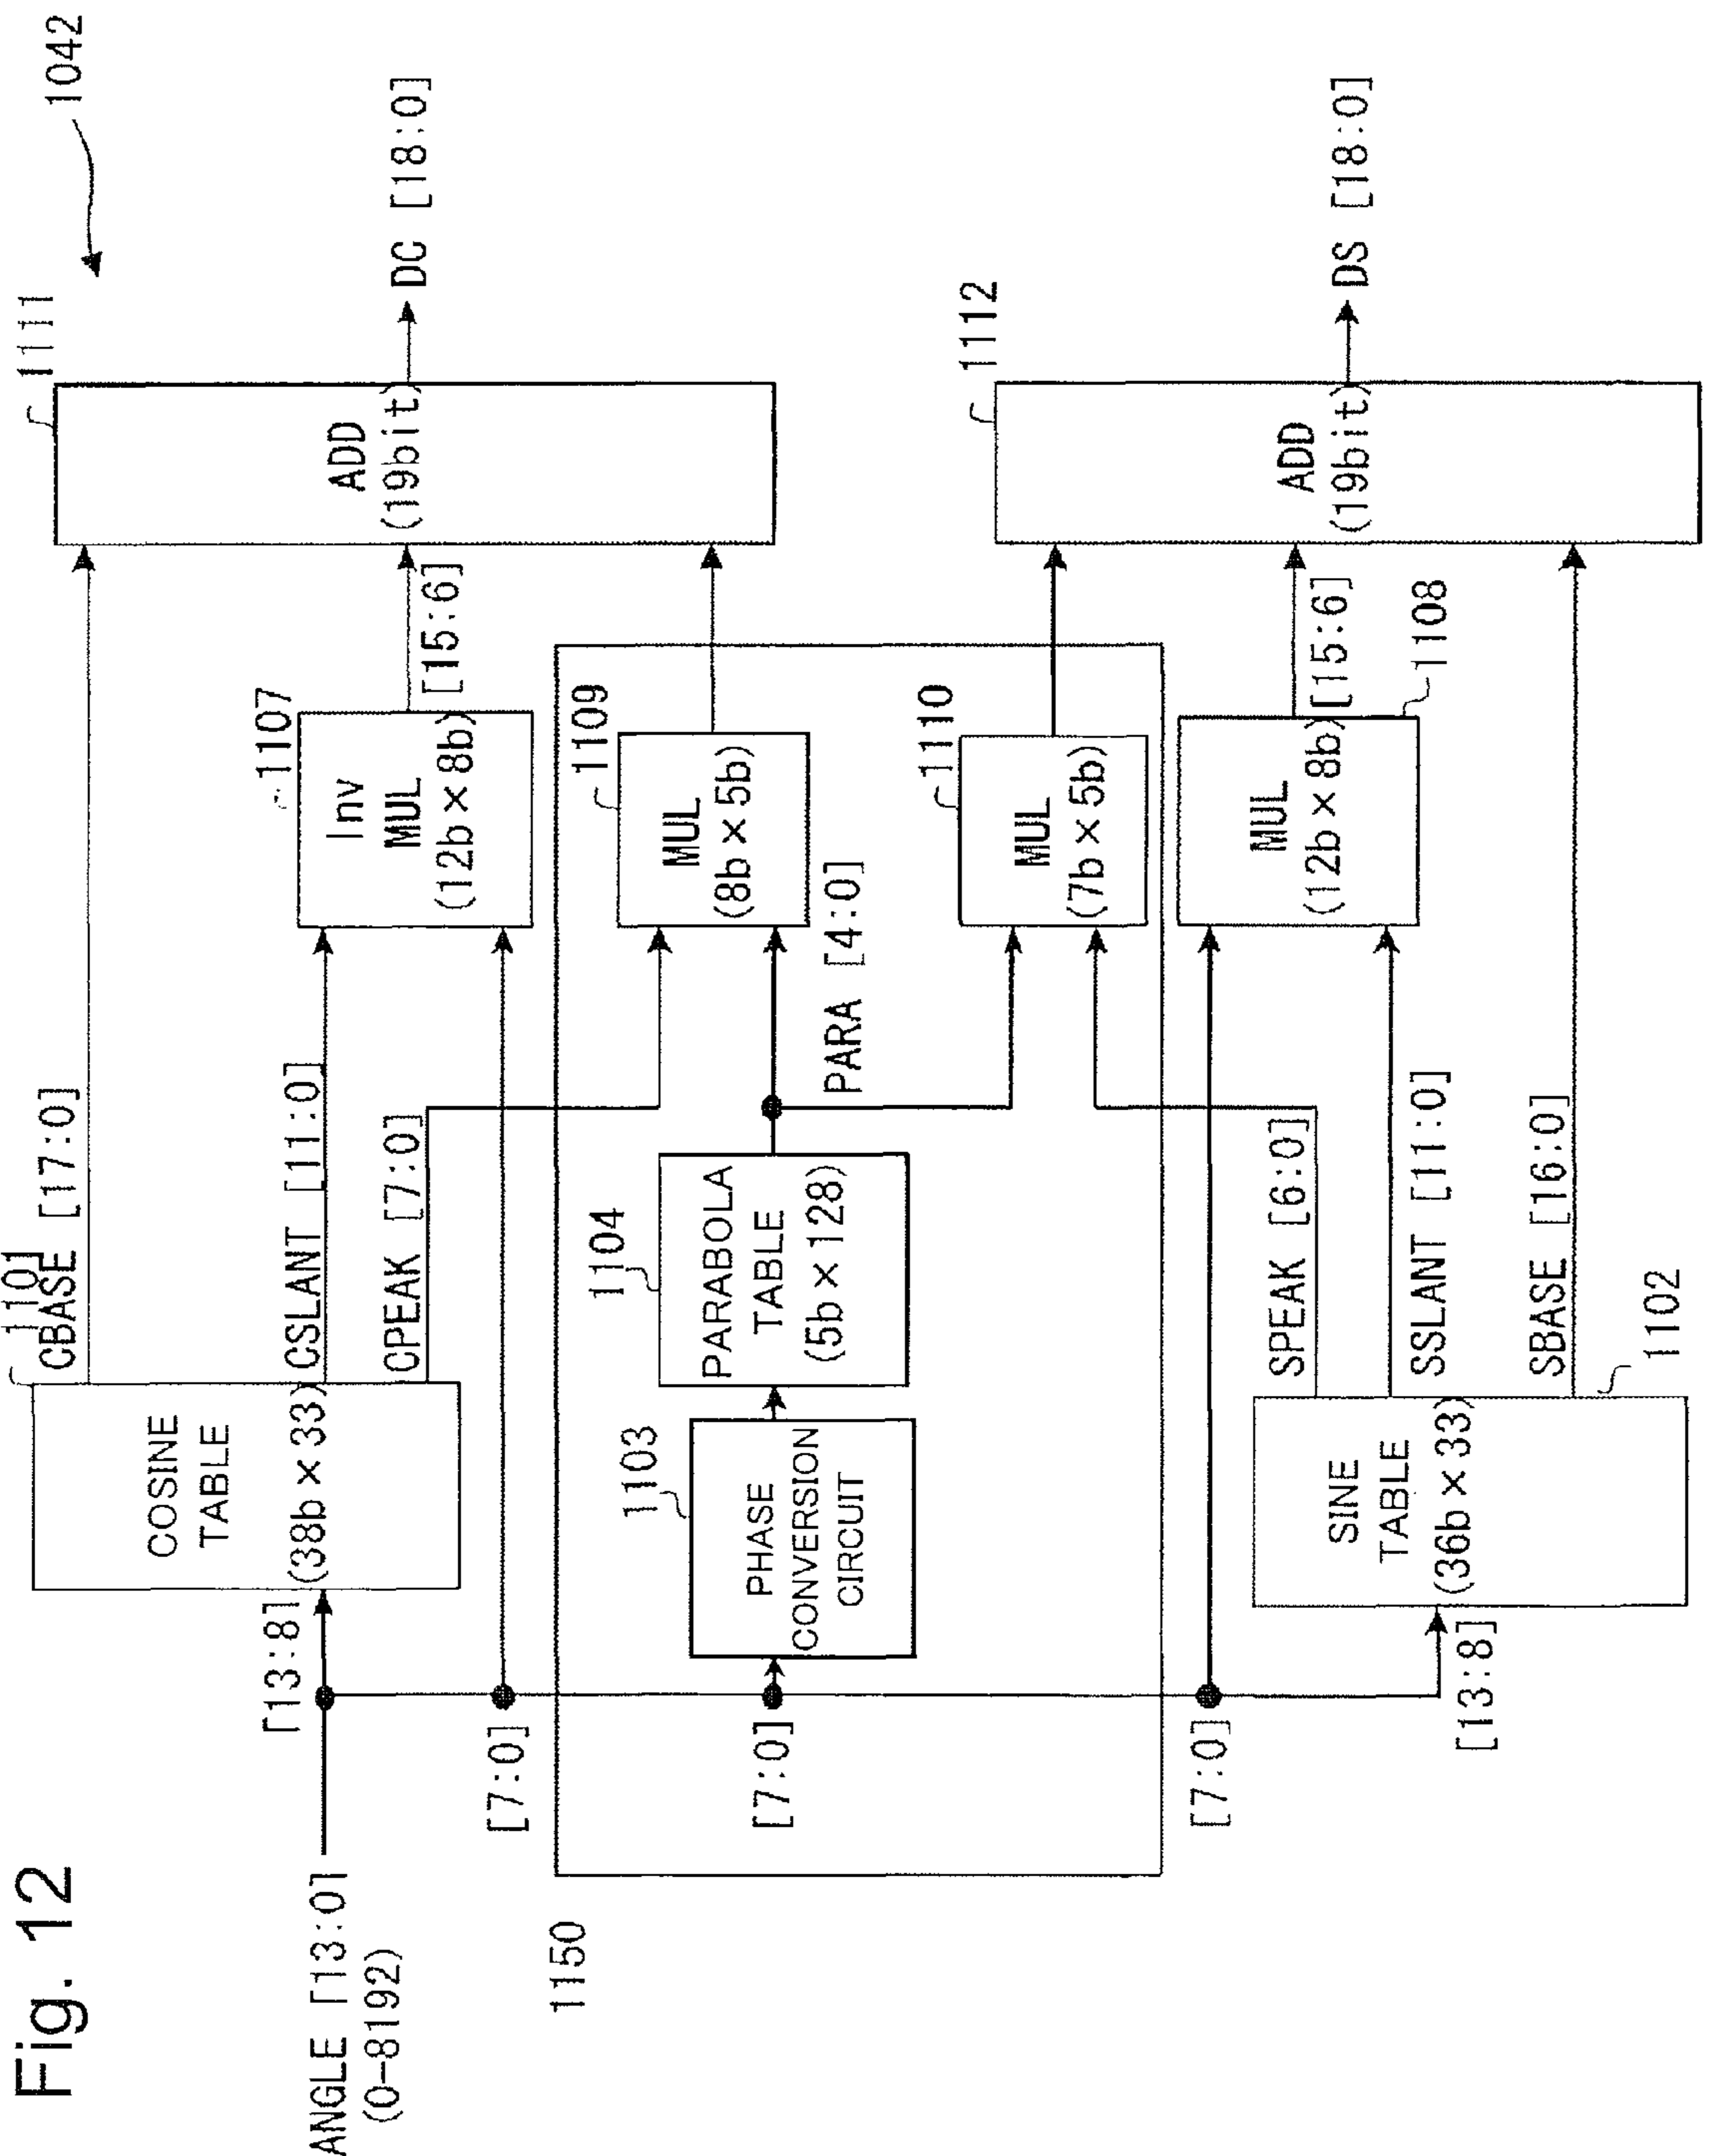 Fig. 12
1042
ANGLE [13:0]
(0-8192)
[13:8]
[7:0]
[7:0]
[7:0]
[13:8]
1101
COSINE
TABLE
(38b×33)
CBASE [17:0]
CSLANT [11:0]
CPEAK [7:0]
1107
Inv
MUL
(12b×8b)
[15:6]
1111
ADD
(19bit)
DC [18:0]
1150
1103
PHASE
CONVERSION
CIRCUIT
1104
PARABOLA
TABLE
(5b×128)
PARA [4:0]
1109
MUL
(8b×5b)
1110
MUL
(7b×5b)
1102
SINE
TABLE
(36b×33)
SPEAK [6:0]
SSLANT [11:0]
SBASE [16:0]
1108
MUL
(12b×8b)
[15:6]
1112
ADD
(19bit)
DS [18:0]